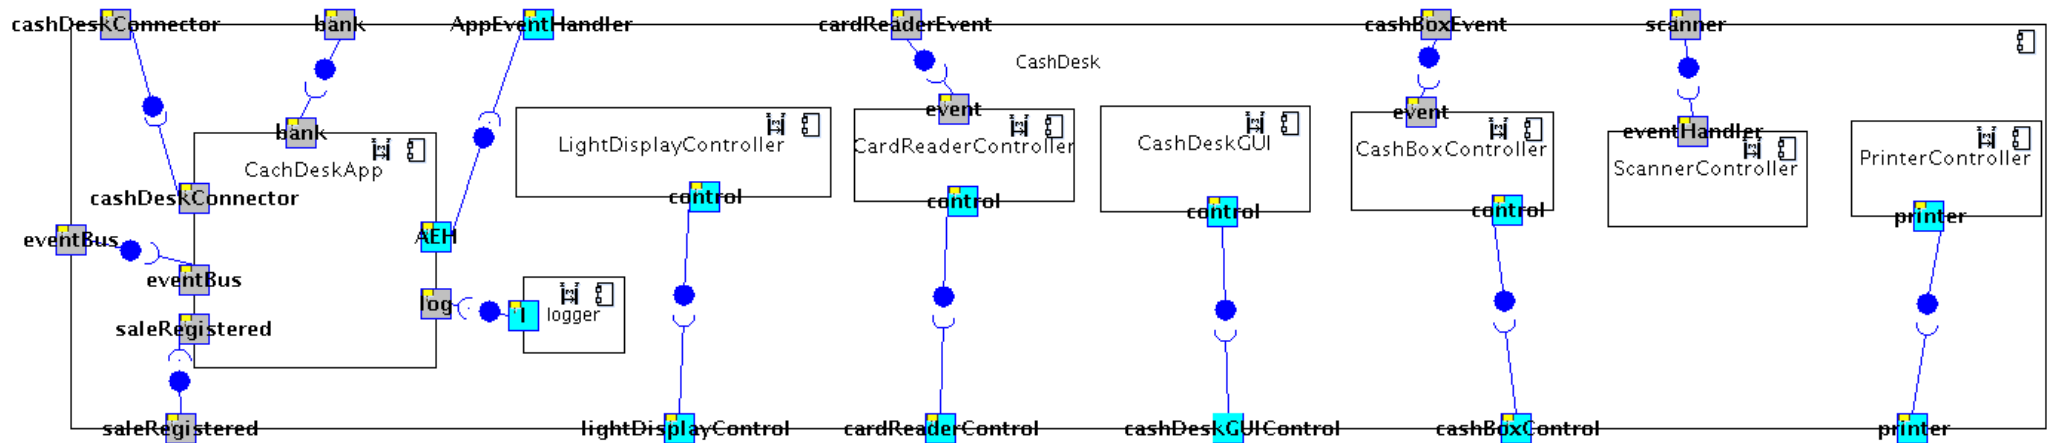 cashDeskConnector bank AppEventHandler cardReaderEvent cashBoxEvent scanner
CashDesk
event event
bank eventHandler
LightDisplayController CardReaderController CashDeskGUI CashBoxController PrinterController
CachDeskApp ScannerController
cashDeskConnector control control control control printer
eventBus AEH
eventBus
log l logger
saleRegistered
saleRegistered lightDisplayControl cardReaderControl cashDeskGUIControl cashBoxControl printer